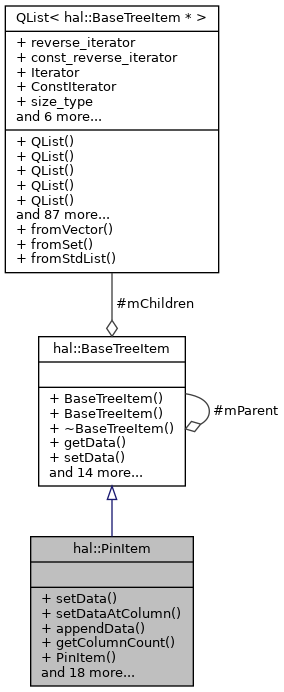 QList< hal::BaseTreeItem * >
+ reverse_iterator
+ const_reverse_iterator
+ Iterator
+ ConstIterator
+ size_type
and 6 more...
+ QList()
+ QList()
+ QList()
+ QList()
+ QList()
and 87 more...
+ fromVector()
+ fromSet()
+ fromStdList()
#mChildren
hal::BaseTreeItem
+ BaseTreeItem()
+ BaseTreeItem()
+ ~BaseTreeItem()
+ getData()
+ setData()
and 14 more...
#mParent
hal::PinItem
+ setData()
+ setDataAtColumn()
+ appendData()
+ getColumnCount()
+ PinItem()
and 18 more...